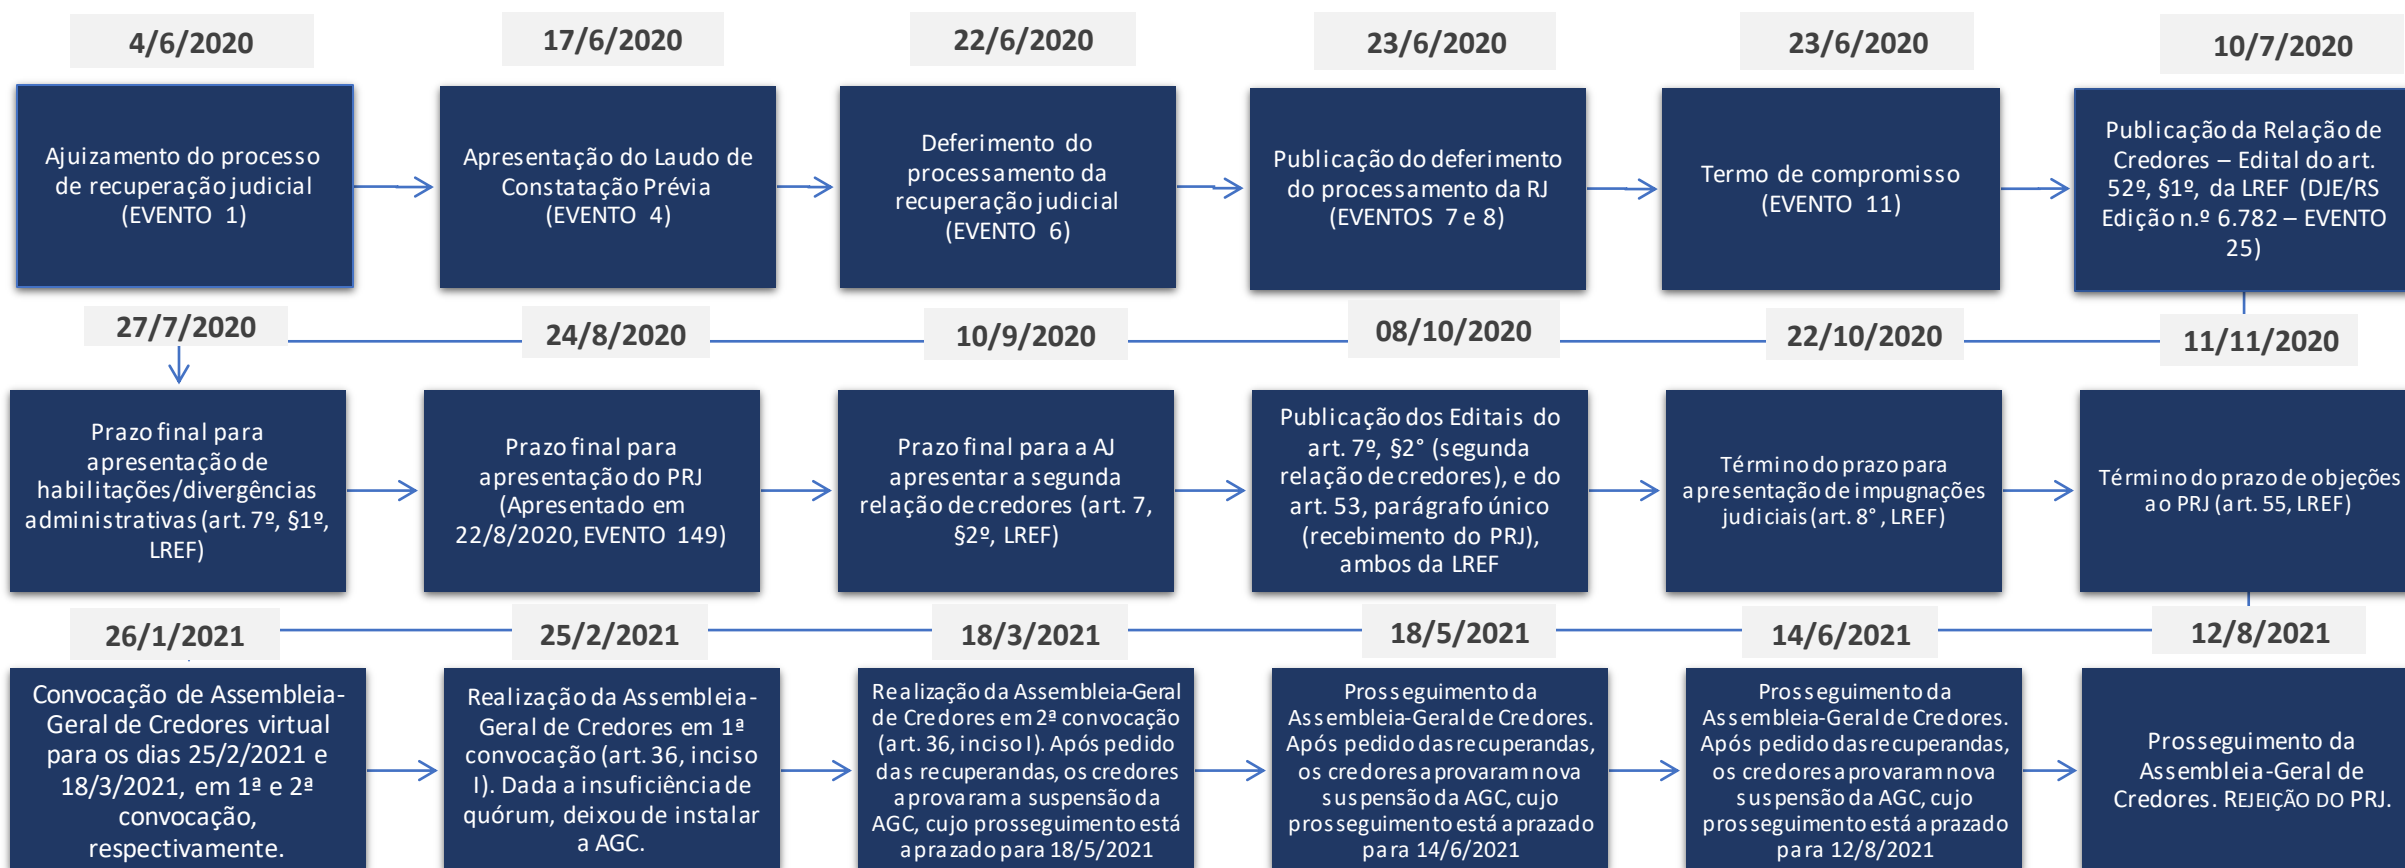 4/6/2020
Ajuizamento do processo
de recuperação judicial
(EVENTO 1)
17/6/2020
Apresentação do Laudo de
Constatação Prévia
(EVENTO 4)
22/6/2020
Deferimento do
processamento da
recuperação judicial
(EVENTO 6)
23/6/2020
Publicação do deferimento
do processamento da RJ
(EVENTOS 7 e 8)
23/6/2020
Termo de compromisso
(EVENTO 11)
10/7/2020
Publicação da Relação de
Credores – Edital do art.
52º, §1º, da LREF (DJE/RS
Edição n.º 6.782 – EVENTO
25)
27/7/2020
Prazo final para
apresentação de
habilitações/divergências
administrativas (art. 7º, §1º,
LREF)
24/8/2020
Prazo final para
apresentação do PRJ
(Apresentado em
22/8/2020, EVENTO 149)
10/9/2020
Prazo final para a AJ
apresentar a segunda
relação de credores (art. 7,
§2º, LREF)
08/10/2020
Publicação dos Editais do
art. 7º, §2° (segunda
relação de credores), e do
art. 53, parágrafo único
(recebimento do PRJ),
ambos da LREF
22/10/2020
Término do prazo para
apresentação de impugnações
judiciais (art. 8° , LREF)
11/11/2020
Término do prazo de objeções
ao PRJ (art. 55, LREF)
26/1/2021
Convocação de Assembleia-
Geral de Credores virtual
para os dias 25/2/2021 e
18/3/2021, em 1ª e 2ª
convocação,
respectivamente.
25/2/2021
Realização da Assembleia-
Geral de Credores em 1ª
convocação (art. 36, inciso
I). Dada a insuficiência de
quórum, deixou de instalar
a AGC.
18/3/2021
Realização da Assembleia-Geral
de Credores em 2ª convocação
(art. 36, inciso I). Após pedido
das recuperandas, os credores
aprovaram a suspensão da
AGC, cujo prosseguimento está
aprazado para 18/5/2021
18/5/2021
Prosseguimento da
Assembleia-Geral de Credores.
Após pedido das recuperandas,
os credores aprovaram nova
suspensão da AGC, cujo
prosseguimento está aprazado
para 14/6/2021
14/6/2021
Prosseguimento da
Assembleia-Geral de Credores.
Após pedido das recuperandas,
os credores aprovaram nova
suspensão da AGC, cujo
prosseguimento está aprazado
para 12/8/2021
12/8/2021
Prosseguimento da
Assembleia-Geral de
Credores. REJEIÇÃO DO PRJ.